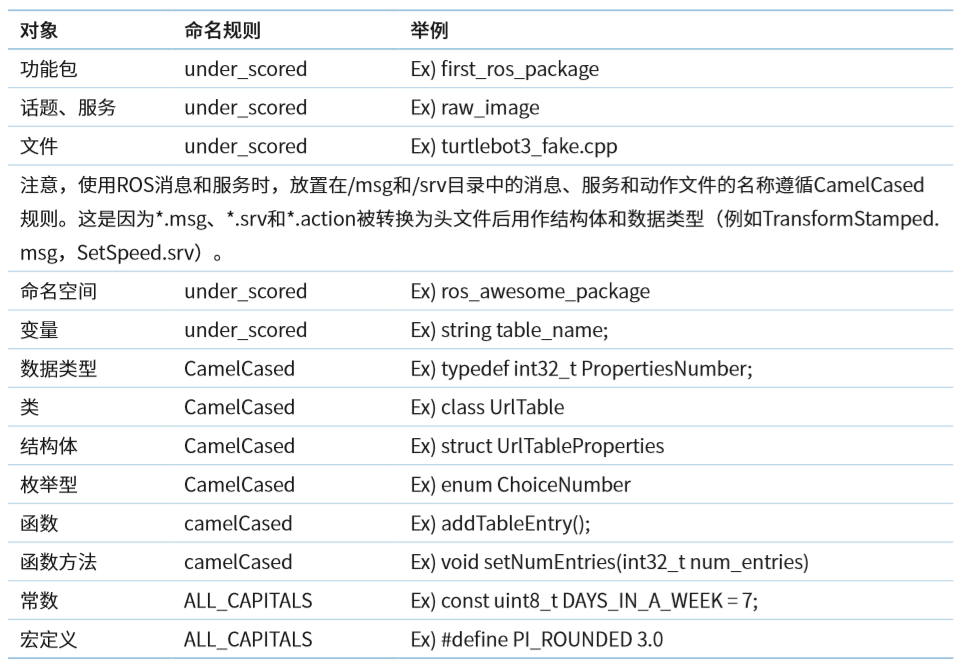 对象 命名规则 举例
功能包 under_scored Ex) first_ros_package
话题、服务 under_scored Ex) raw_image
文件 under_scored Ex) turtlebot3_fake.cpp
注意，使用ROS消息和服务时，放置在/msg和/srv目录中的消息、服务和动作文件的名称遵循CamelCased
规则。这是因为*.msg、*.srv和*.action被转换为头文件后用作结构体和数据类型（例如TransformStamped.
msg，SetSpeed.srv）。
命名空间 under_scored Ex) ros_awesome_package
变量 under_scored Ex) string table_name;
数据类型 CamelCased Ex) typedef int32_t PropertiesNumber;
类 CamelCased Ex) class UrlTable
结构体 CamelCased Ex) struct UrlTableProperties
枚举型 CamelCased Ex) enum ChoiceNumber
函数 camelCased Ex) addTableEntry();
函数方法 camelCased Ex) void setNumEntries(int32_t num_entries)
常数 ALL_CAPITALS Ex) const uint8_t DAYS_IN_A_WEEK = 7;
宏定义 ALL_CAPITALS Ex) #define PI_ROUNDED 3.0